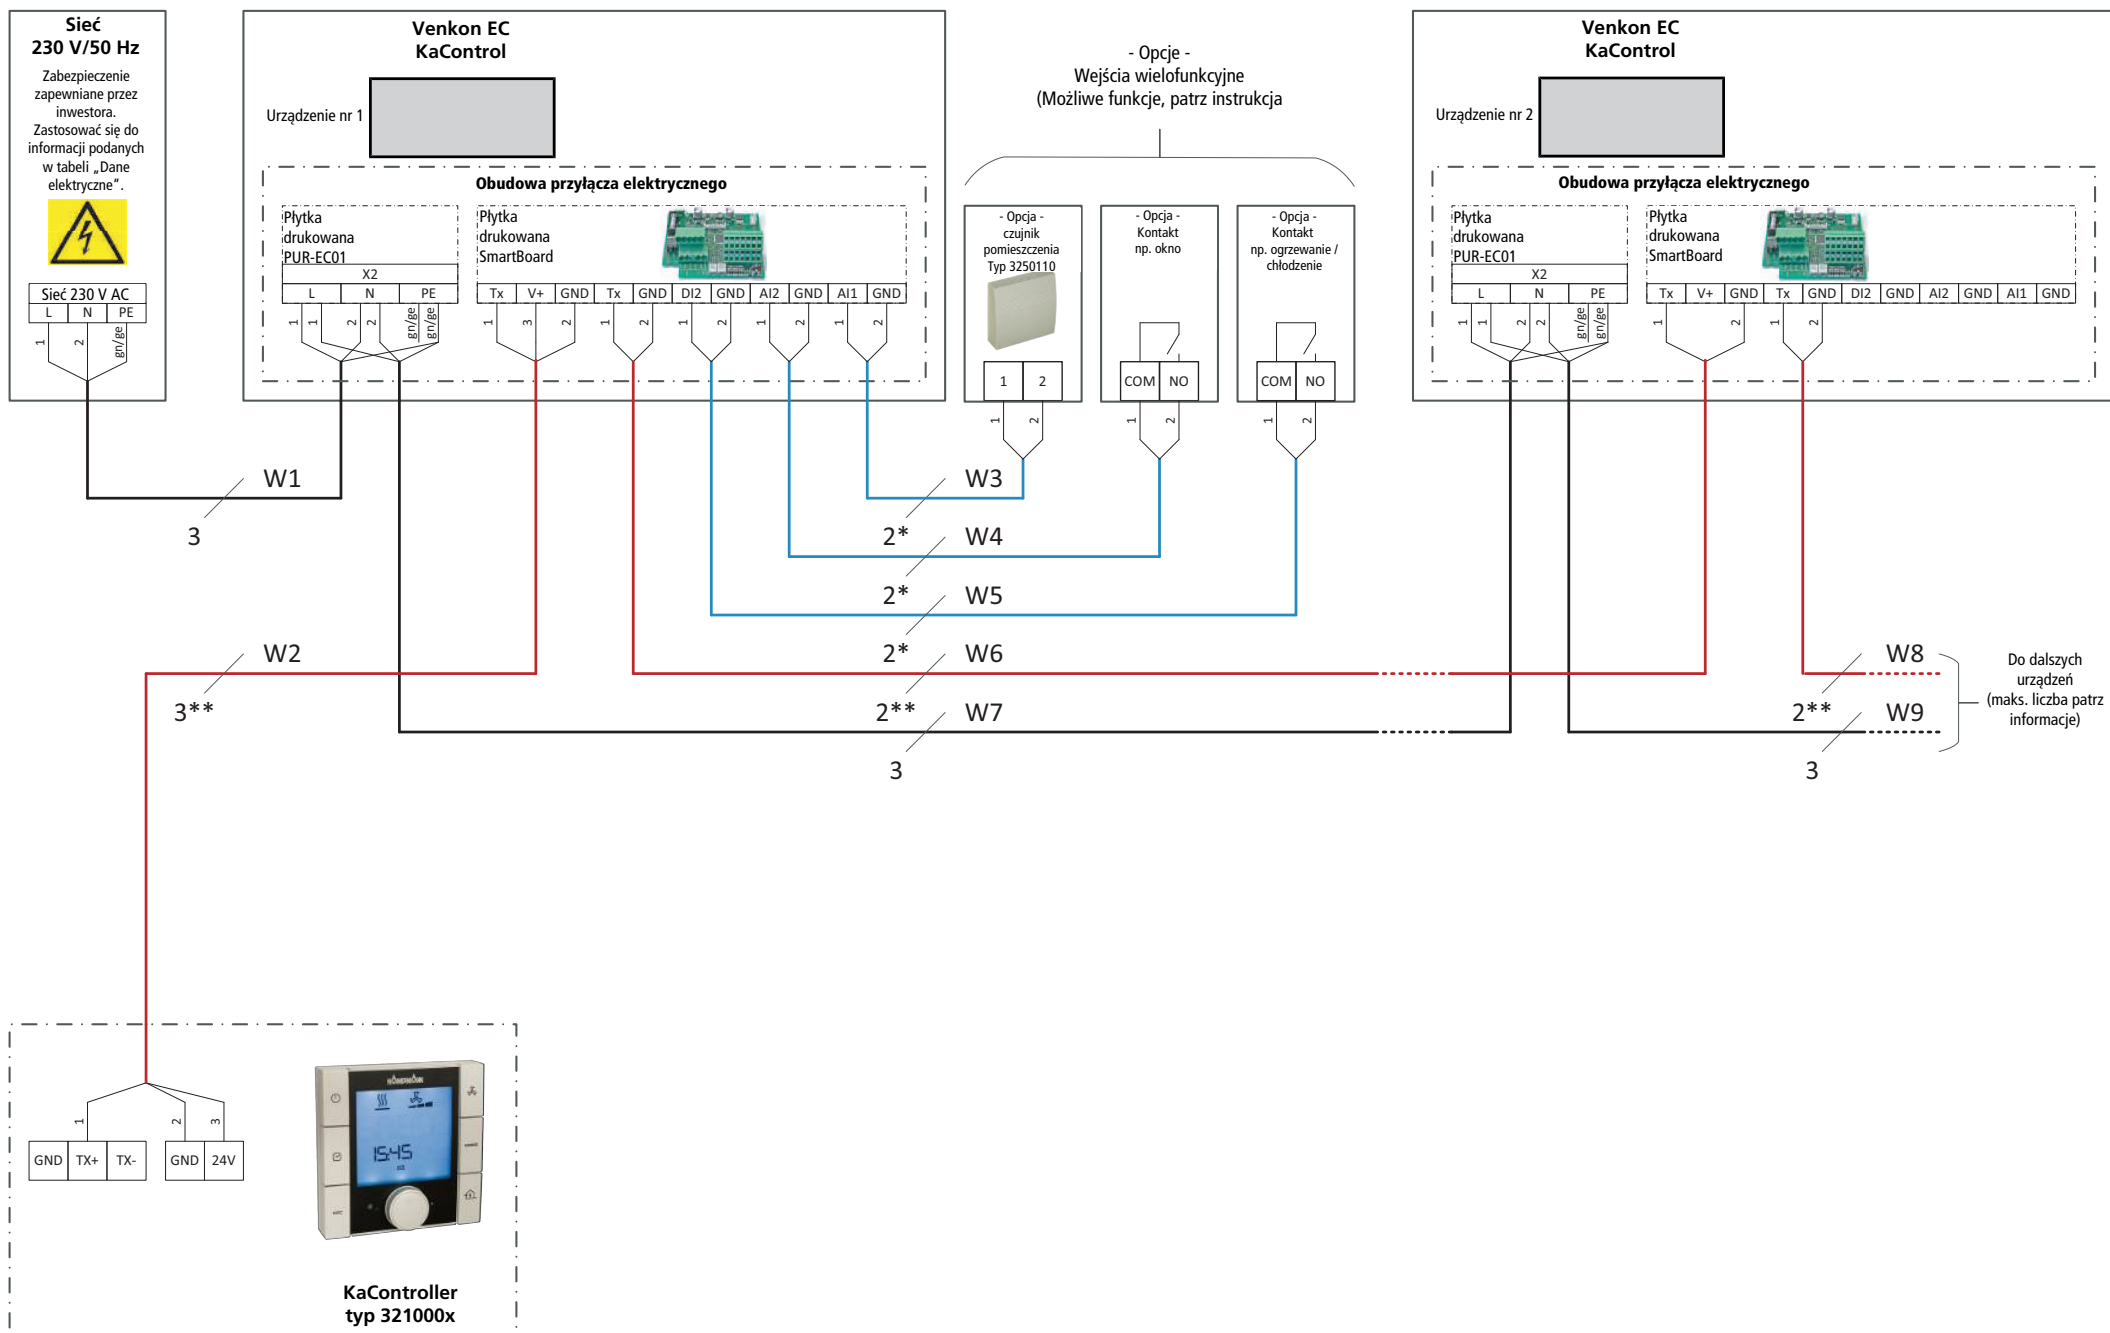 Sieć
230 V/50 Hz
Zabezpieczenie
zapewniane przez
inwestora.
Zastosować się do
informacji podanych
w tabeli „Dane
elektryczne“.
Sieć 230 V AC
L N PE
1 2 gn/ge
Venkon EC
KaControl
Urządzenie nr 1
Obudowa przyłącza elektrycznego
Płytka
drukowana
PUR-EC01
X2
L N PE
1 1 2 2 gn/ge gn/ge
Płytka
drukowana
SmartBoard
Tx V+ GND Tx GND DI2 GND AI2 GND AI1 GND
1 3 2 1 2 1 2 1 2 1 2
- Opcje -
Wejścia wielofunkcyjne
(Możliwe funkcje, patrz instrukcja
- Opcja -
czujnik
pomieszczenia
Typ 3250110
1 2
1 2
- Opcja -
Kontakt
np. okno
COM NO
1 2
- Opcja -
Kontakt
np. ogrzewanie /
chłodzenie
COM NO
1 2
Venkon EC
KaControl
Urządzenie nr 2
Obudowa przyłącza elektrycznego
Płytka
drukowana
PUR-EC01
X2
L N PE
1 1 2 2 gn/ge gn/ge
Płytka
drukowana
SmartBoard
Tx V+ GND Tx GND DI2 GND AI2 GND AI1 GND
1 2 1 2
W1
3
W3
2*
W4
2*
W5
2*
W2
3**
W6
2**
W7
3
W8
2**
W9
3
Do dalszych
urządzeń
(maks. liczba patrz
informacje)
1 2 3
GND TX+ TX- GND 24V
15:45
KaController
typ 321000x